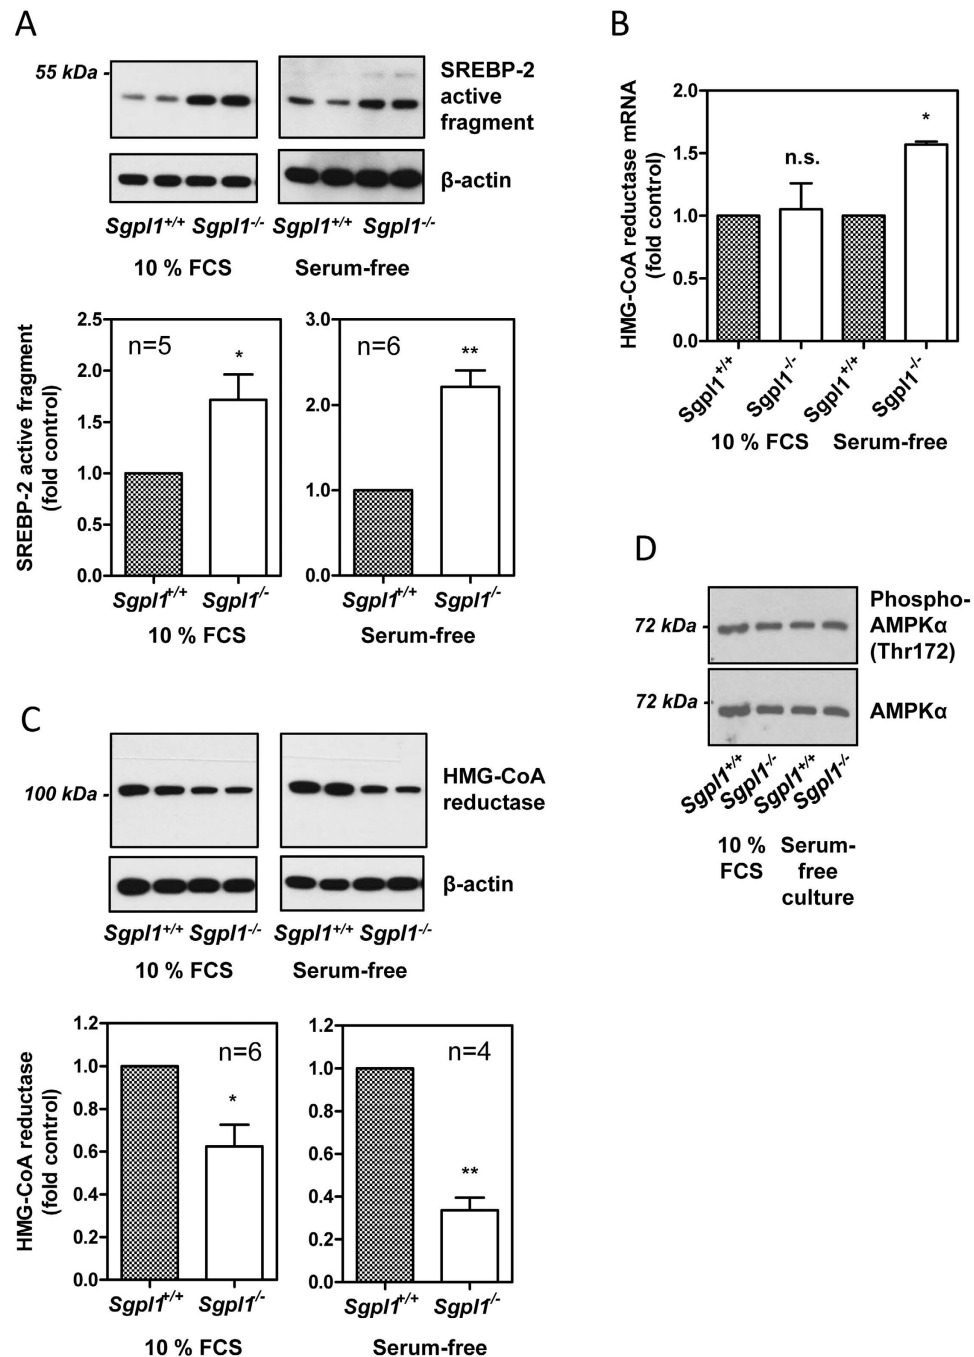 A
55 kDa
SREBP-2
active
fragment
β-actin
Sgpl1+/+ Sgpl1-/- Sgpl1+/+ Sgpl1-/-
10 % FCS Serum-free
SREBP-2 active fragment
(fold control)
2.5
2.0
1.5
1.0
0.5
0.0
n=5
*
Sgpl1+/+ Sgpl1-/-
10 % FCS
3.0
2.0
1.0
0.0
n=6
**
Sgpl1+/+ Sgpl1-/-
Serum-free
B
HMG-CoA reductase mRNA
(fold control)
2.0
1.5
1.0
0.5
0.0
n.s.
*
Sgpl1+/+ Sgpl1-/- Sgpl1+/+ Sgpl1-/-
10 % FCS Serum-free
C
100 kDa
HMG-CoA
reductase
β-actin
Sgpl1+/+ Sgpl1-/- Sgpl1+/+ Sgpl1-/-
10 % FCS Serum-free
HMG-CoA reductase
(fold control)
1.2
1.0
0.8
0.6
0.4
0.2
0.0
n=6
*
Sgpl1+/+ Sgpl1-/-
10 % FCS
1.2
1.0
0.8
0.6
0.4
0.2
0.0
n=4
**
Sgpl1+/+ Sgpl1-/-
Serum-free
D
72 kDa
Phospho-
AMPKα
(Thr172)
72 kDa
AMPKα
Sgpl1+/+ Sgpl1-/- Sgpl1+/+ Sgpl1-/-
10 % Serum-
FCS free
culture